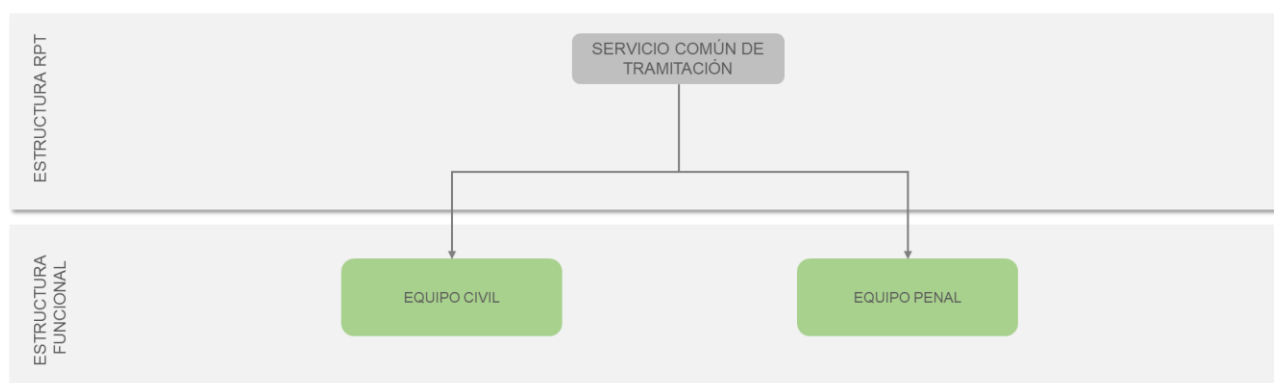 ESTRUCTURA RPT
SERVICIO COMÚN DE
TRAMITACIÓN
ESTRUCTURA
FUNCIONAL
EQUIPO CIVIL
EQUIPO PENAL